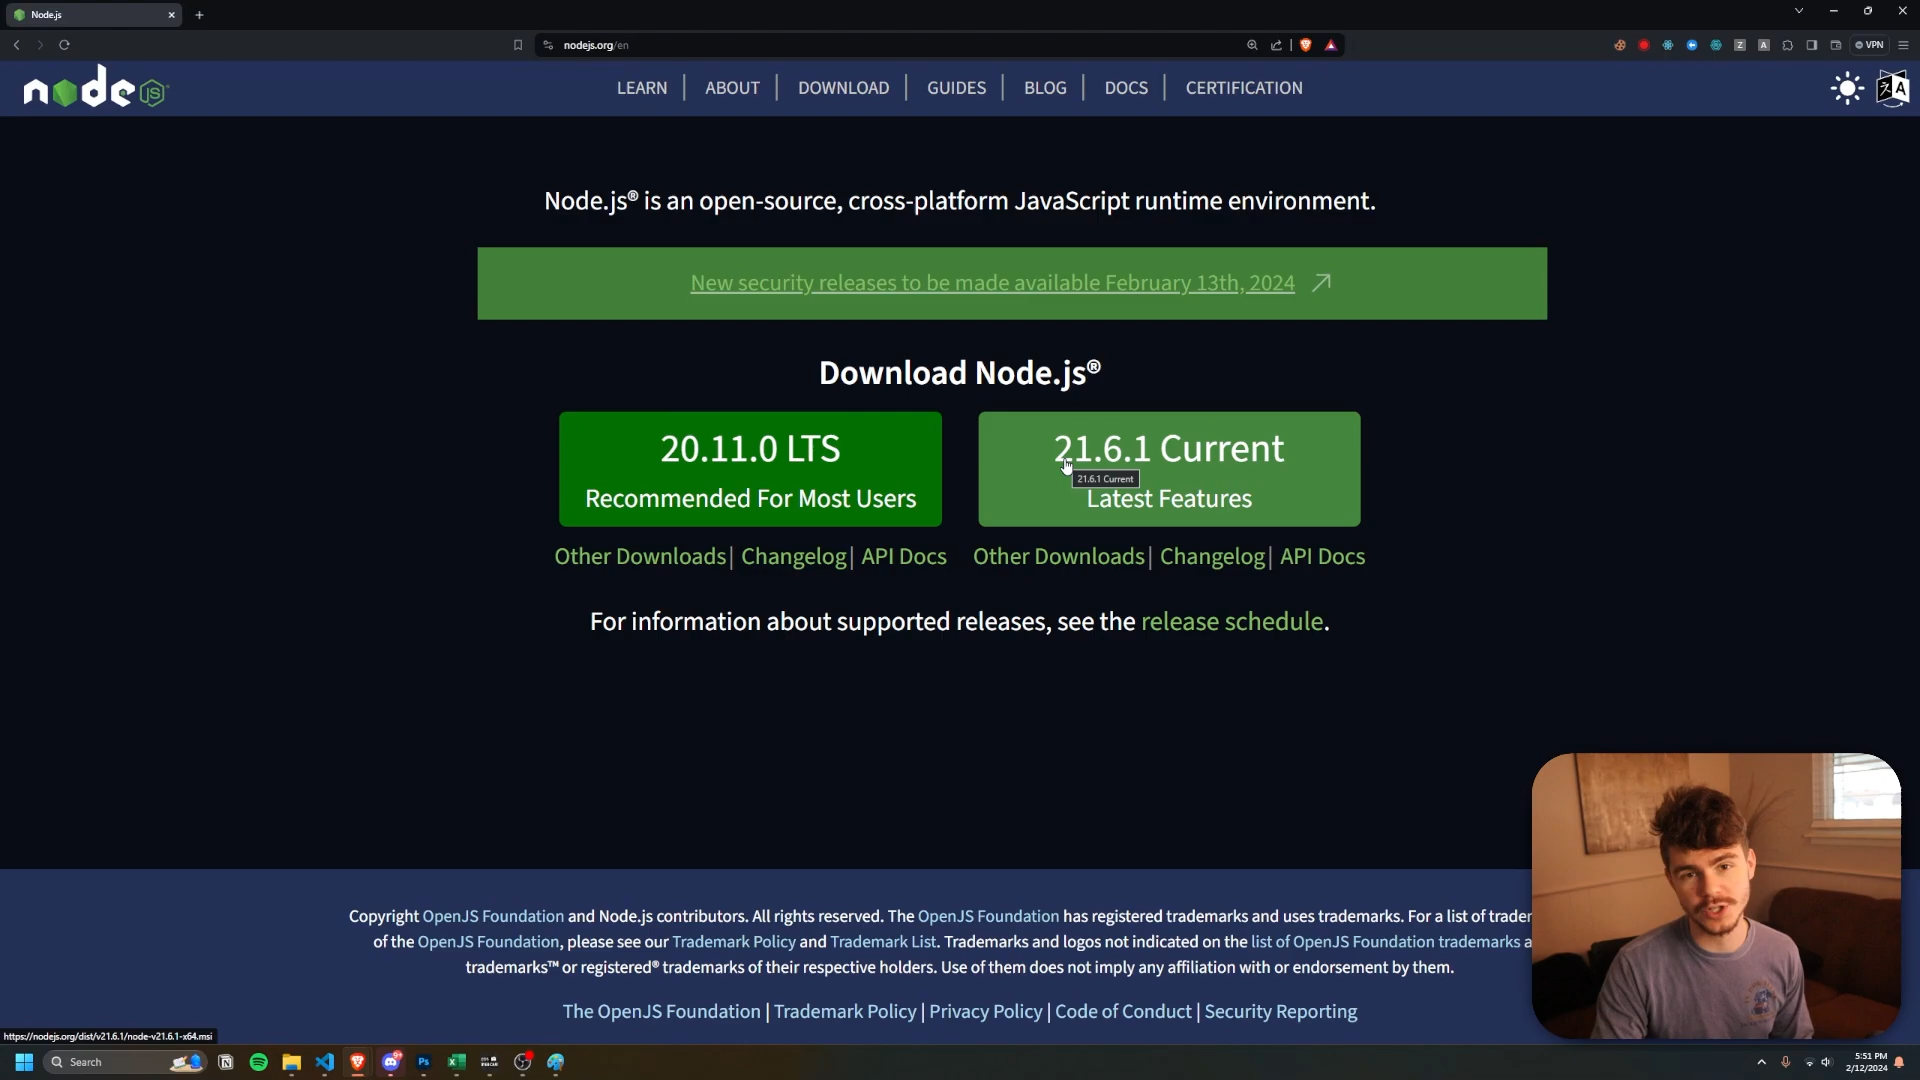 Node.js
nodejs.org/en
VPN
node JS
LEARN | ABOUT | DOWNLOAD | GUIDES | BLOG | DOCS | CERTIFICATION
Node.js® is an open-source, cross-platform JavaScript runtime environment.
New security releases to be made available February 13th, 2024
Download Node.js®
20.11.0 LTS
Recommended For Most Users
21.6.1 Current
21.6.1 Current
Latest Features
Other Downloads| Changelog| API Docs
Other Downloads| Changelog| API Docs
For information about supported releases, see the release schedule.
Copyright OpenJS Foundation and Node.js contributors. All rights reserved. The OpenJS Foundation has registered trademarks and uses trademarks. For a list of trader
of the OpenJS Foundation, please see our Trademark Policy and Trademark List. Trademarks and logos not indicated on the list of OpenJS Foundation trademarks a
trademarks™ or registered® trademarks of their respective holders. Use of them does not imply any affiliation with or endorsement by them.
The OpenJS Foundation | Trademark Policy | Privacy Policy | Code of Conduct | Security Reporting
https://nodejs.org/dist/v21.6.1/node-v21.6.1-x64.msi
Search
Ps
5:51 PM
2/12/2024